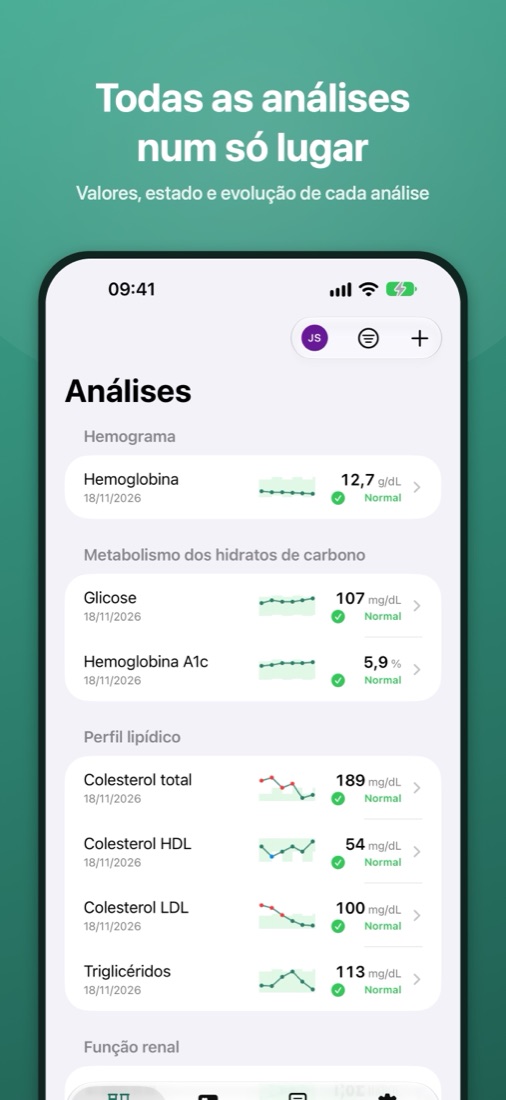 Todas as análises
num só lugar
Valores, estado e evolução de cada análise
09:41
JS
Análises
Hemograma
Hemoglobina 12,7 g/dL
18/11/2026 Normal
Metabolismo dos hidratos de carbono
Glicose 107 mg/dL
18/11/2026 Normal
Hemoglobina A1c 5,9 %
18/11/2026 Normal
Perfil lipídico
Colesterol total 189 mg/dL
18/11/2026 Normal
Colesterol HDL 54 mg/dL
18/11/2026 Normal
Colesterol LDL 100 mg/dL
18/11/2026 Normal
Triglicéridos 113 mg/dL
18/11/2026 Normal
Função renal